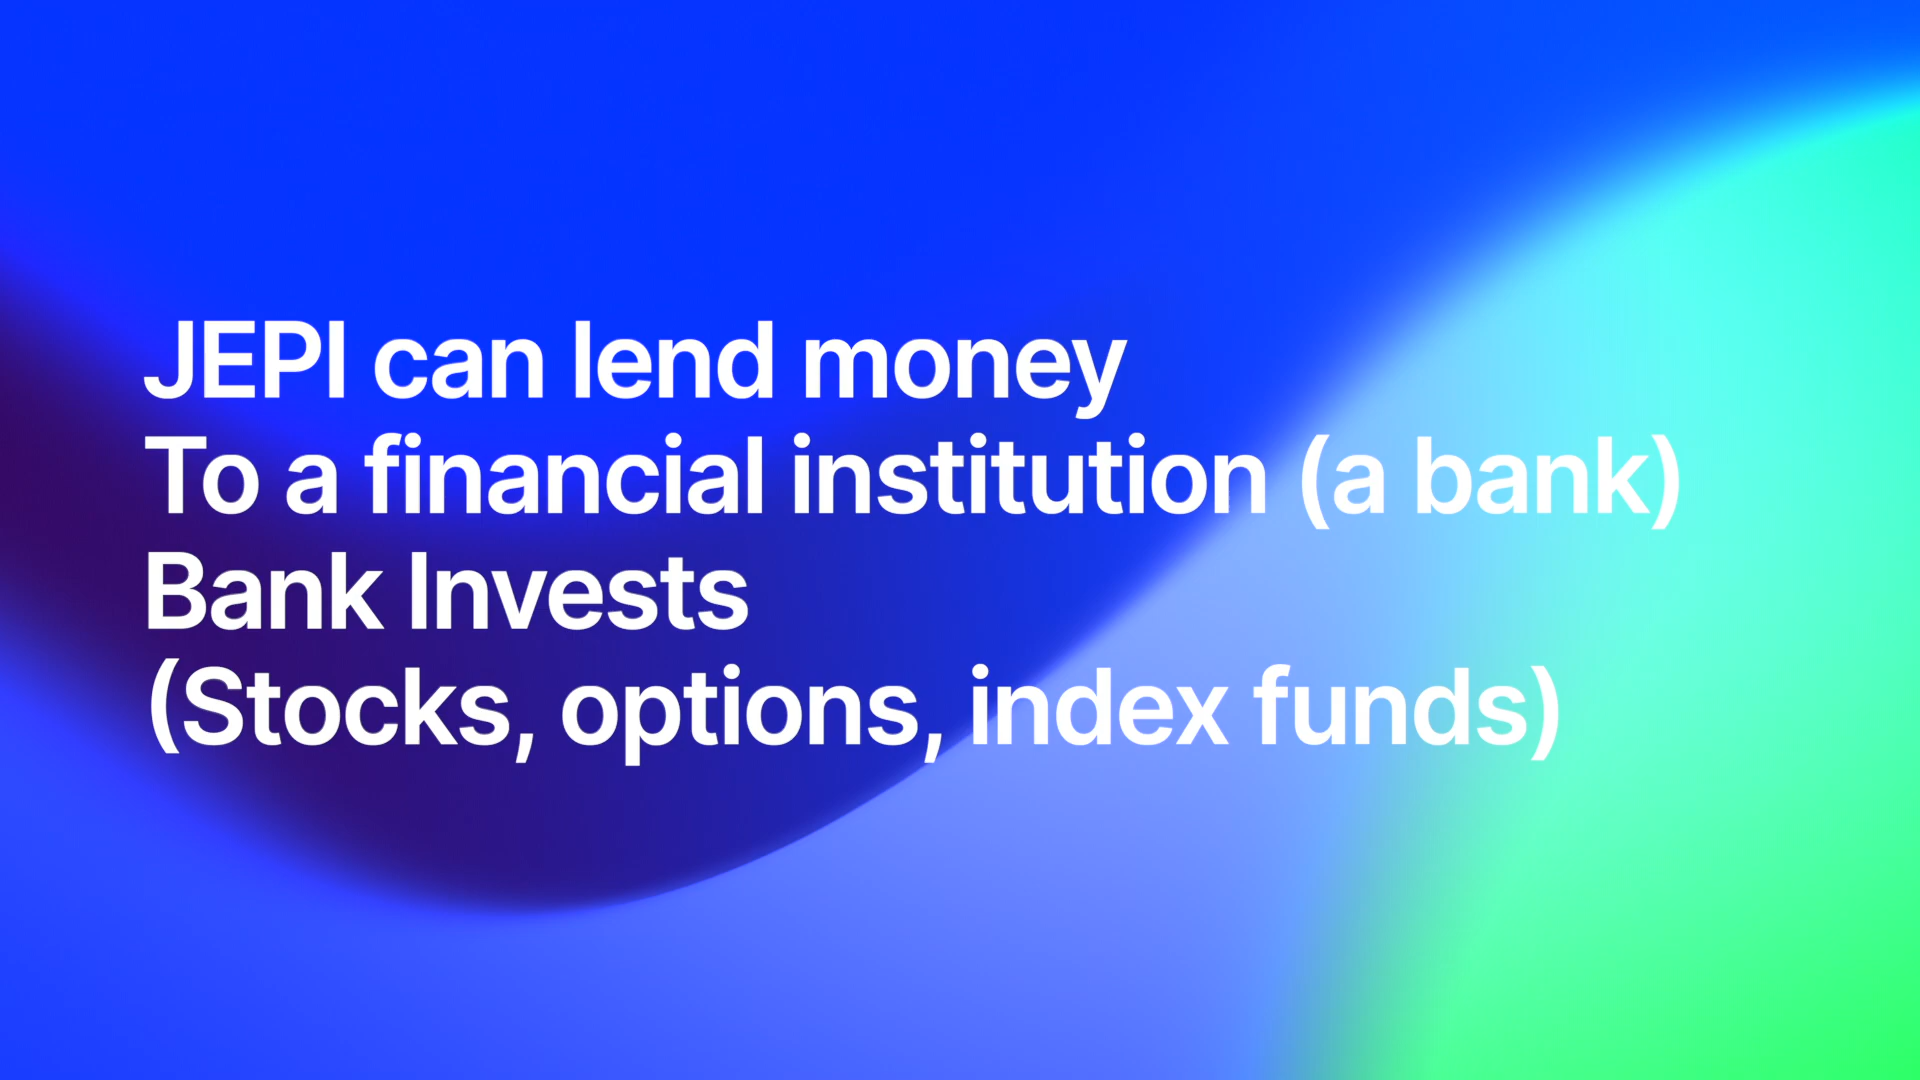 JEPI can lend money
To a financial institution (a bank)
Bank Invests
(Stocks, options, index funds)